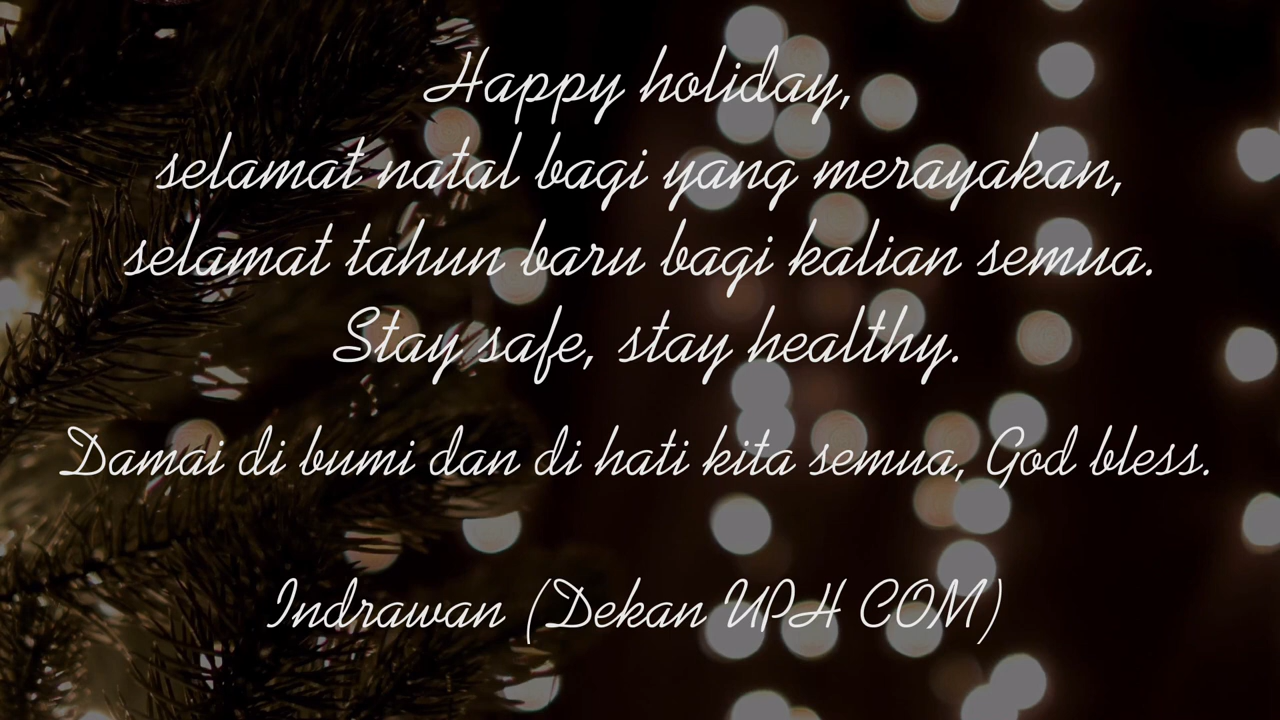 Happy holiday,
selamat natal bagi yang merayakan,
selamat tahun baru bagi kalian semua.
Stay safe, stay healthy.
Damai di bumi dan di hati kita semua, God bless.
Indrawan (Dekan UPH COM)